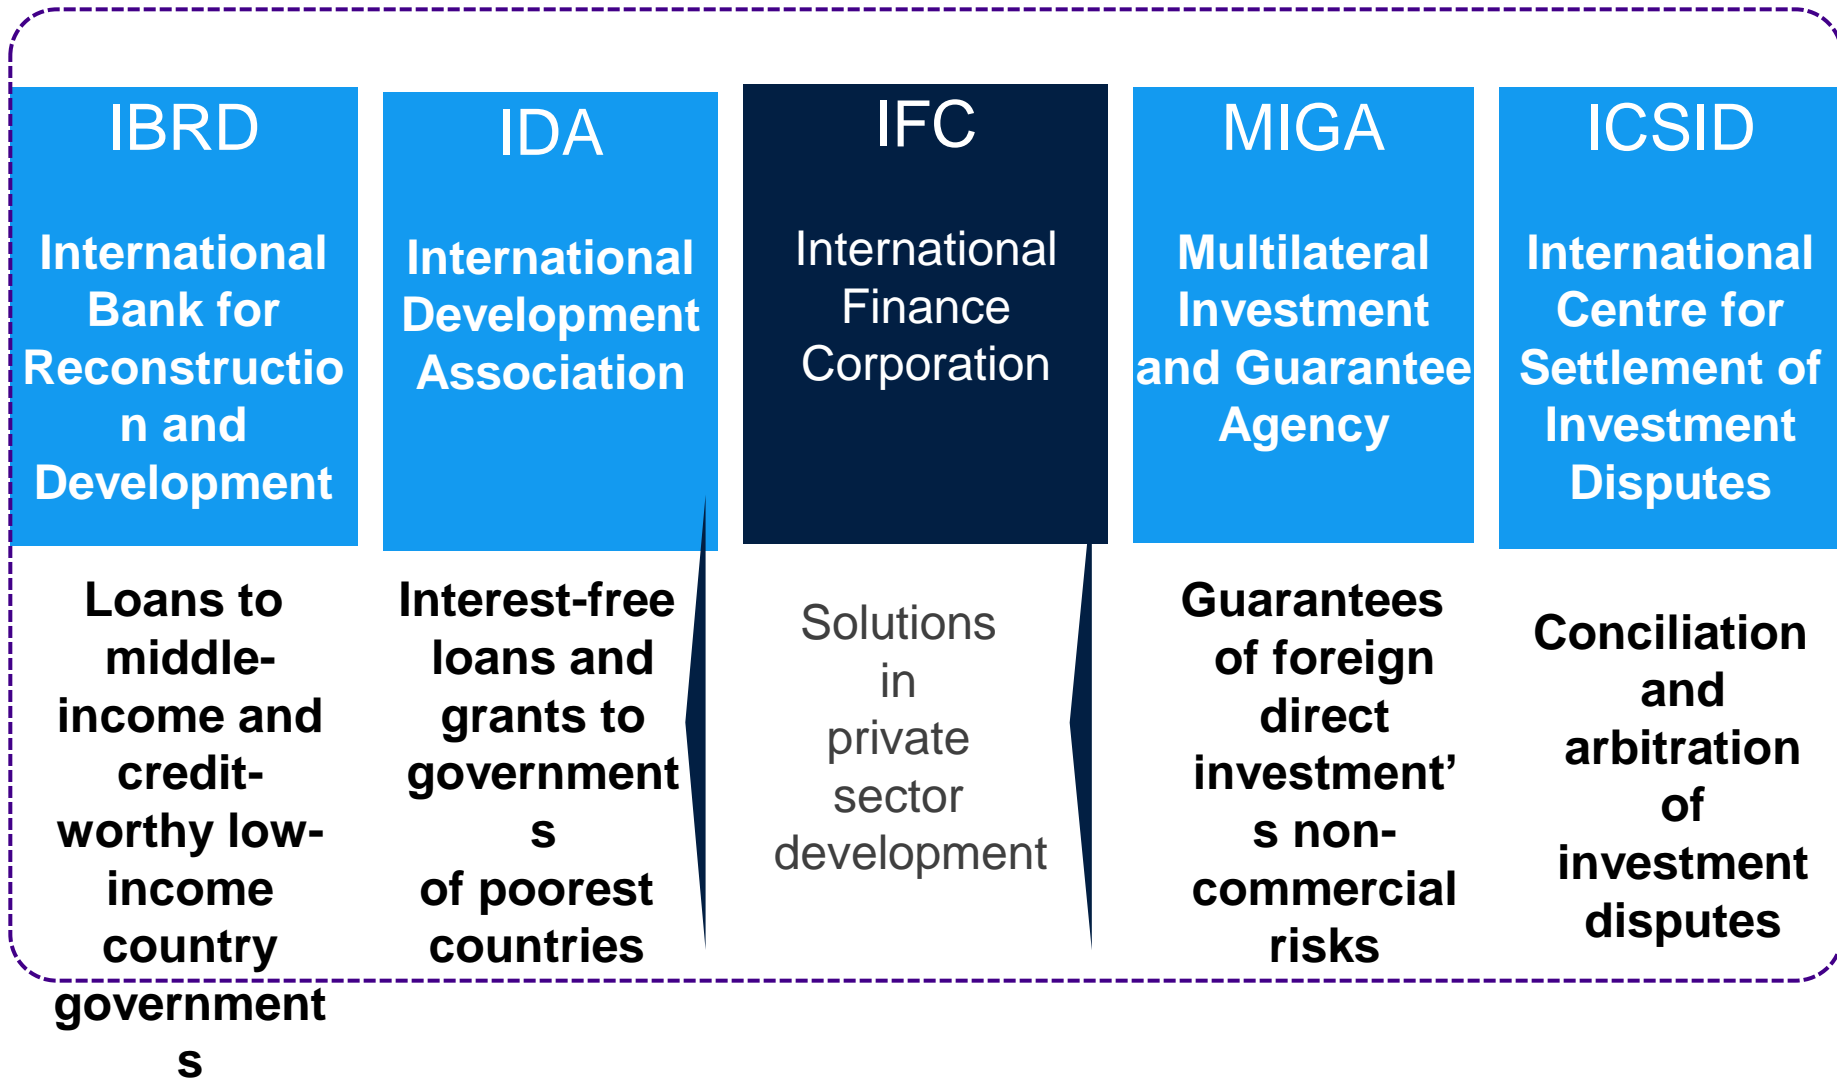 IBRD
International
Bank for
Reconstructio
n and
Development
Loans to
middle-
income and
credit-
worthy low-
income
country
government
s
IDA
International
Development
Association
Interest-free
loans and
grants to
government
s
of poorest
countries
IFC
International
Finance
Corporation
Solutions
in
private
sector
development
MIGA
Multilateral
Investment
and Guarantee
Agency
Guarantees
of foreign
direct
investment’
s non-
commercial
risks
ICSID
International
Centre for
Settlement of
Investment
Disputes
Conciliation
and
arbitration
of
investment
disputes